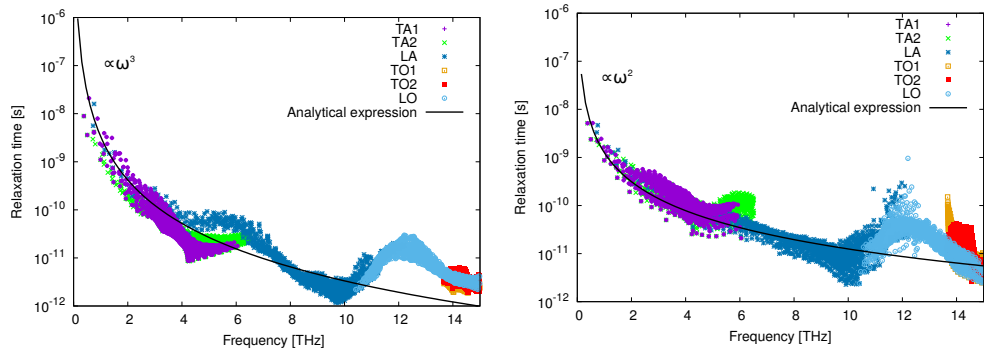 10⁻⁶
10⁻⁷
10⁻⁸
10⁻⁹
10⁻¹⁰
10⁻¹¹
10⁻¹²
Relaxation time [s]
∝ω³
TA1
TA2
LA
TO1
TO2
LO
Analytical expression
0 2 4 6 8 10 12 14
Frequency [THz]
10⁻⁶
10⁻⁷
10⁻⁸
10⁻⁹
10⁻¹⁰
10⁻¹¹
10⁻¹²
Relaxation time [s]
∝ω²
TA1
TA2
LA
TO1
TO2
LO
Analytical expression
0 2 4 6 8 10 12 14
Frequency [THz]